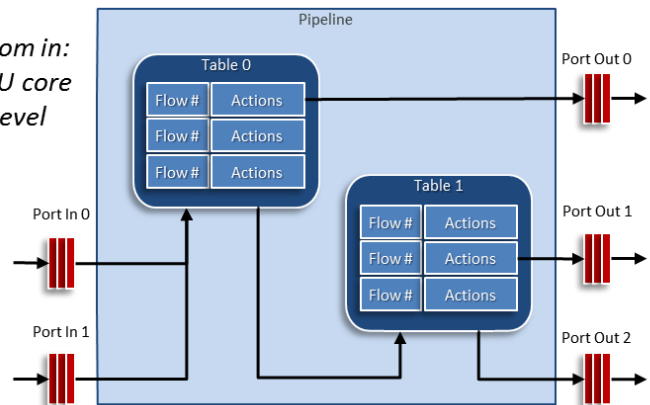 Pipeline
om in:
U core
evel
Table 0
Flow # Actions
Flow # Actions
Flow # Actions
Port Out 0
Table 1
Flow # Actions
Flow # Actions
Flow # Actions
Port In 0
Port Out 1
Port In 1
Port Out 2